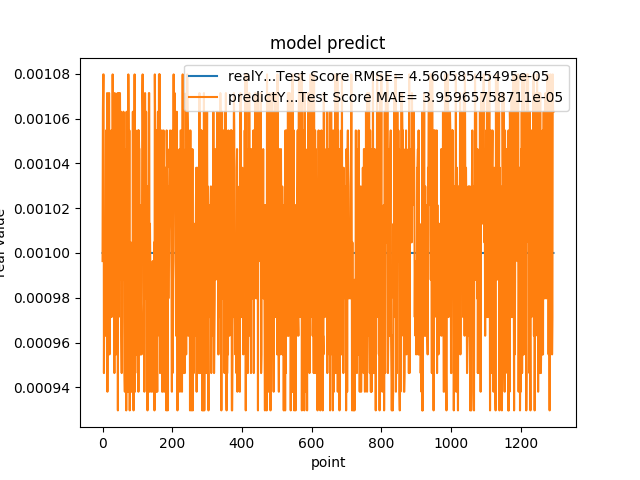 model predict
realY...Test Score RMSE= 4.56058545495e-05
predictY...Test Score MAE= 3.95965758711e-05
0.00108
0.00106
0.00104
0.00102
0.00100
0.00098
0.00096
0.00094
real value
0 200 400 600 800 1000 1200
point